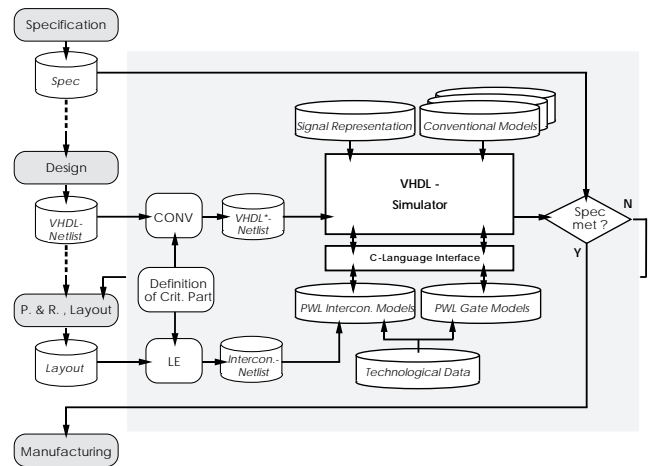 Specification
Spec
Signal Representation
Conventional Models
Design
VHDL -
Simulator
VHDL-
Netlist
CONV
VHDL*-
Netlist
Spec
met ?
N
Y
C-Language Interface
Definition
of Crit. Part
P. & R. , Layout
PWL Intercon. Models
PWL Gate Models
Layout
LE
Intercon.-
Netlist
Technological Data
Manufacturing